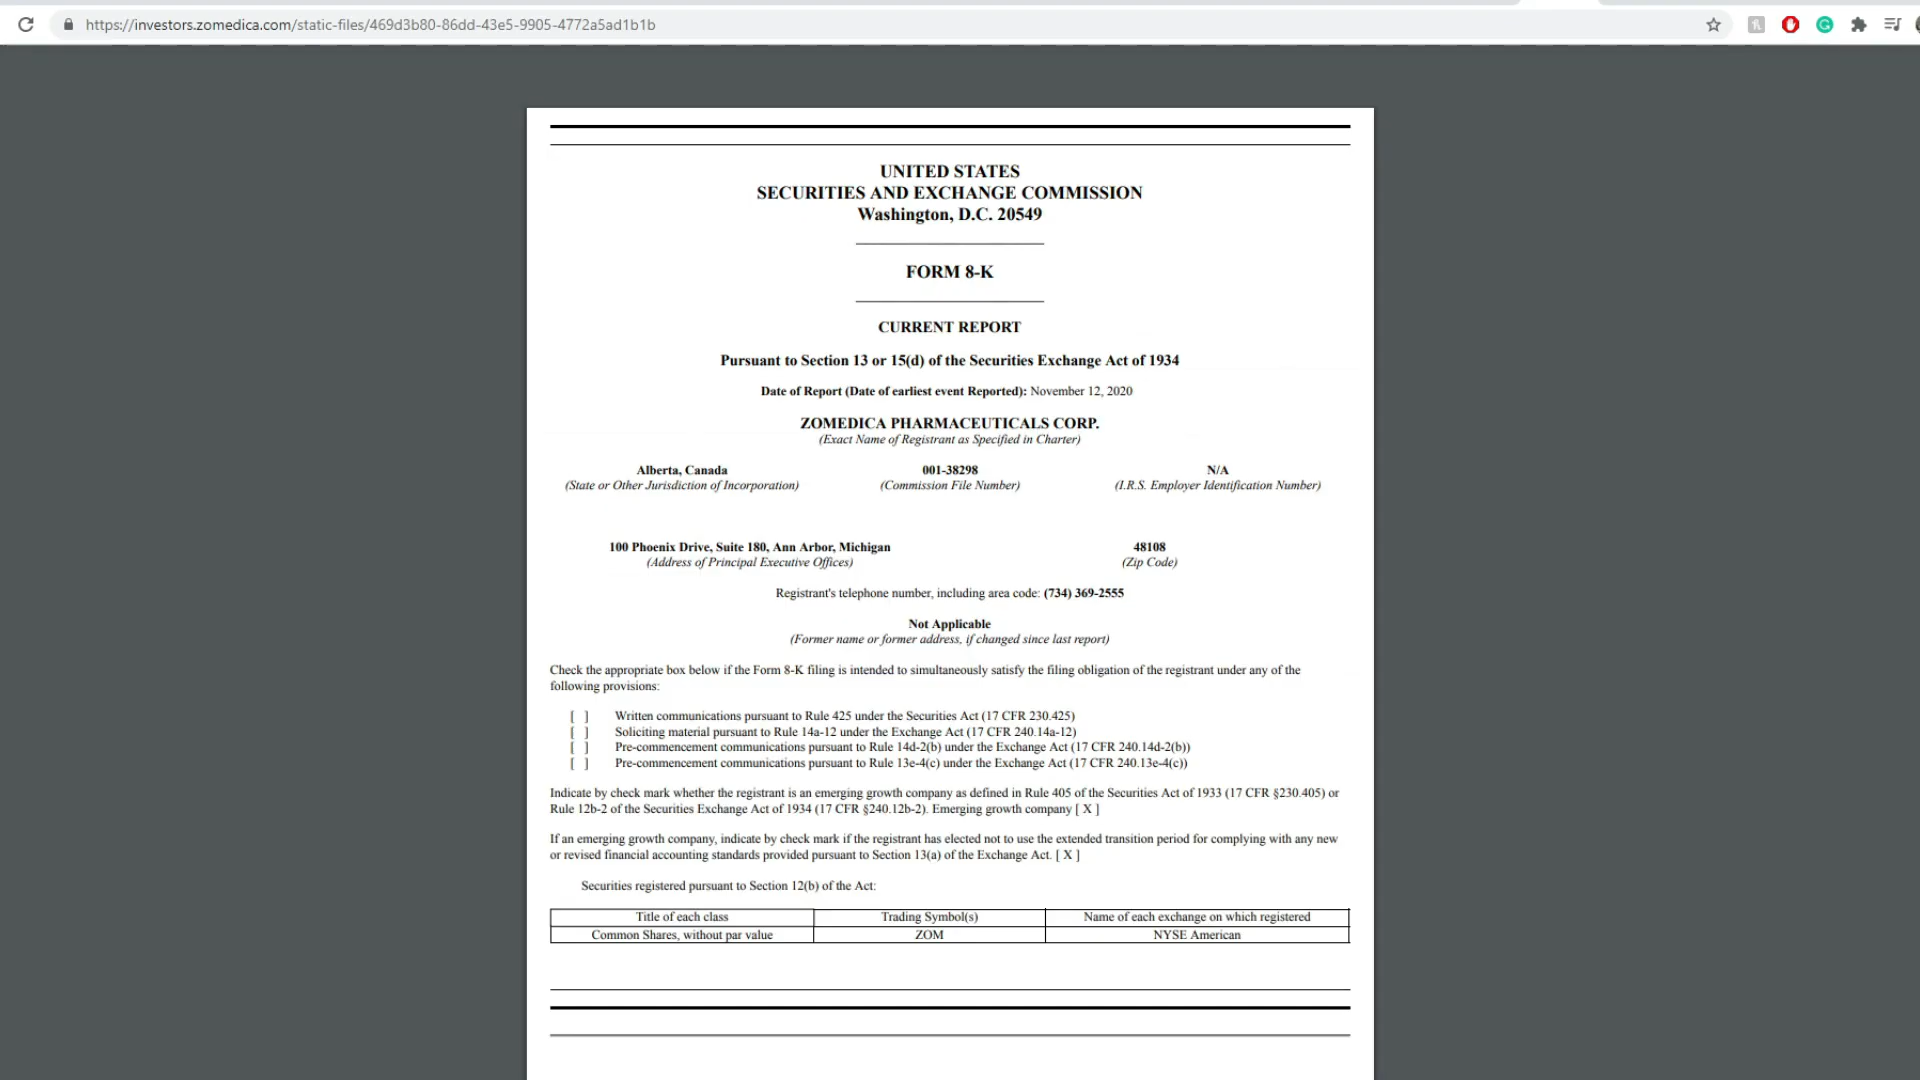 https://investors.zomedica.com/static-files/469d3b80-86dd-43e5-9905-4772a5ad1b1b
UNITED STATES
SECURITIES AND EXCHANGE COMMISSION
Washington, D.C. 20549
FORM 8-K
CURRENT REPORT
Pursuant to Section 13 or 15(d) of the Securities Exchange Act of 1934
Date of Report (Date of earliest event Reported): November 12, 2020
ZOMEDICA PHARMACEUTICALS CORP.
(Exact Name of Registrant as Specified in Charter)
Alberta, Canada 001-38298 N/A
(State or Other Jurisdiction of Incorporation) (Commission File Number) (I.R.S. Employer Identification Number)
100 Phoenix Drive, Suite 180, Ann Arbor, Michigan 48108
(Address of Principal Executive Offices) (Zip Code)
Registrant's telephone number, including area code: (734) 369-2555
Not Applicable
(Former name or former address, if changed since last report)
Check the appropriate box below if the Form 8-K filing is intended to simultaneously satisfy the filing obligation of the registrant under any of the
following provisions:
[ ] Written communications pursuant to Rule 425 under the Securities Act (17 CFR 230.425)
[ ] Soliciting material pursuant to Rule 14a-12 under the Exchange Act (17 CFR 240.14a-12)
[ ] Pre-commencement communications pursuant to Rule 14d-2(b) under the Exchange Act (17 CFR 240.14d-2(b))
[ ] Pre-commencement communications pursuant to Rule 13e-4(c) under the Exchange Act (17 CFR 240.13e-4(c))
Indicate by check mark whether the registrant is an emerging growth company as defined in Rule 405 of the Securities Act of 1933 (17 CFR §230.405) or
Rule 12b-2 of the Securities Exchange Act of 1934 (17 CFR §240.12b-2). Emerging growth company [ X ]
If an emerging growth company, indicate by check mark if the registrant has elected not to use the extended transition period for complying with any new
or revised financial accounting standards provided pursuant to Section 13(a) of the Exchange Act. [ X ]
Securities registered pursuant to Section 12(b) of the Act:
Title of each class Trading Symbol(s) Name of each exchange on which registered
Common Shares, without par value ZOM NYSE American